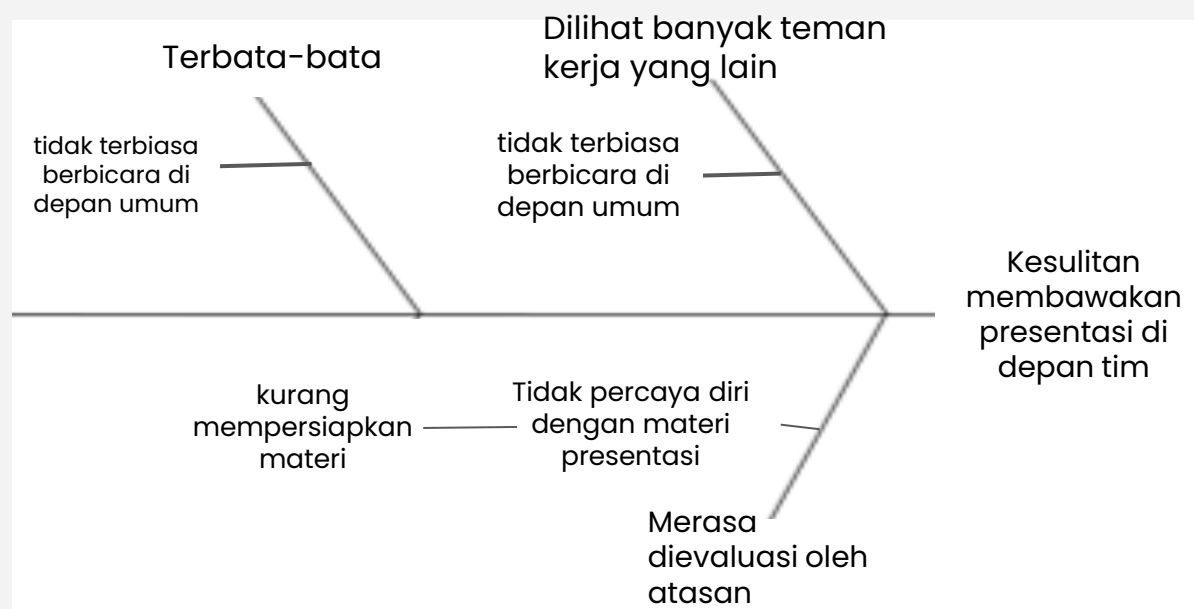 Terbata-bata
Dilihat banyak teman
kerja yang lain
tidak terbiasa
berbicara di
depan umum
tidak terbiasa
berbicara di
depan umum
Kesulitan
membawakan
presentasi di
depan tim
kurang
mempersiapkan
materi
Tidak percaya diri
dengan materi
presentasi
Merasa
dievaluasi oleh
atasan